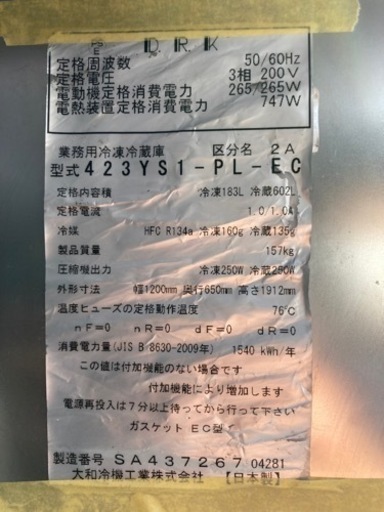 PSE D.R.K
定格周波数 50/60Hz
定格電圧 3相 200V
電動機定格消費電力 265/265W
電熱装置定格消費電力 747W
業務用冷凍冷蔵庫 区分名 2A
型式 423YS1-PL-EC
定格内容積 冷凍183L 冷蔵602L
定格電流 1.0/1.0A
冷媒 HFC R134a 冷凍160g 冷蔵135g
製品質量 157kg
圧縮機出力 冷凍250W 冷蔵250W
外形寸法 幅1200mm 奥行650mm 高さ1912mm
温度ヒューズの定格動作温度 76℃
nF=0 nR=0 dF=0 dR=0
消費電力量(JIS B 8630-2009年) 1540 kWh/年
この値は付加機能のない場合です
付加機能により増加します
電源再投入は7分以上待ってから行って下さい
ガスケット EC型
製造番号 SA437267 04281
大和冷機工業株式会社 【日本製】